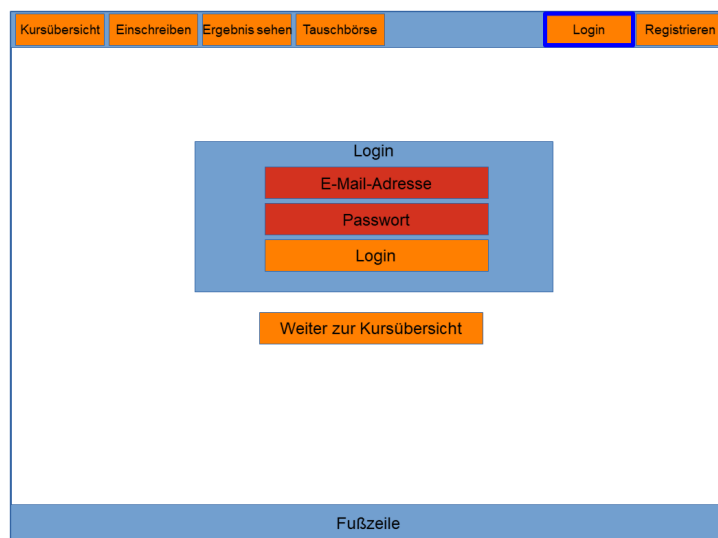 Kursübersicht Einschreiben Ergebnis sehen Tauschbörse Login Registrieren
Login
E-Mail-Adresse
Passwort
Login
Weiter zur Kursübersicht
Fußzeile